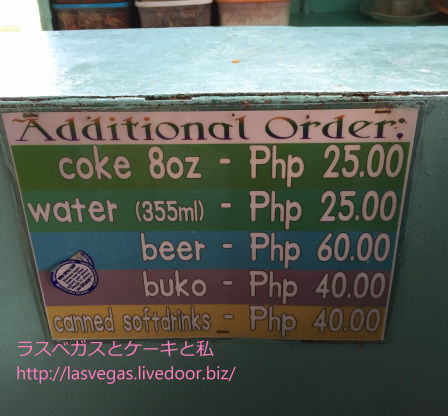 Additional Order:
coke 8oz - Php 25.00
water (355ml) - Php 25.00
beer - Php 60.00
buko - Php 40.00
canned softdrinks - Php 40.00
ラスベガスとケーキと私
http://lasvegas.livedoor.biz/